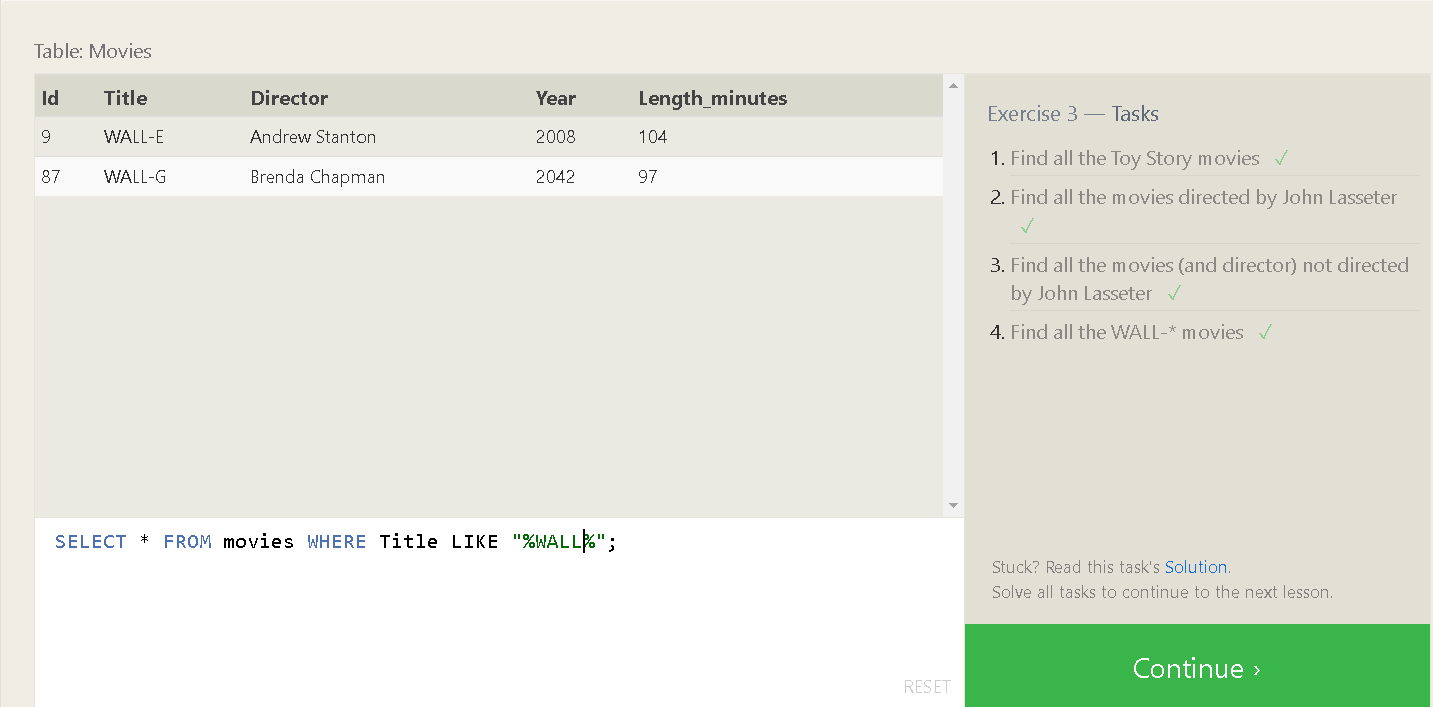 Table: Movies
Id Title Director Year Length_minutes
9 WALL-E Andrew Stanton 2008 104
87 WALL-G Brenda Chapman 2042 97
SELECT * FROM movies WHERE Title LIKE "%WALL%";
RESET
Exercise 3 — Tasks
1. Find all the Toy Story movies ✓
2. Find all the movies directed by John Lasseter
✓
3. Find all the movies (and director) not directed
by John Lasseter ✓
4. Find all the WALL-* movies ✓
Stuck? Read this task's Solution.
Solve all tasks to continue to the next lesson.
Continue ›